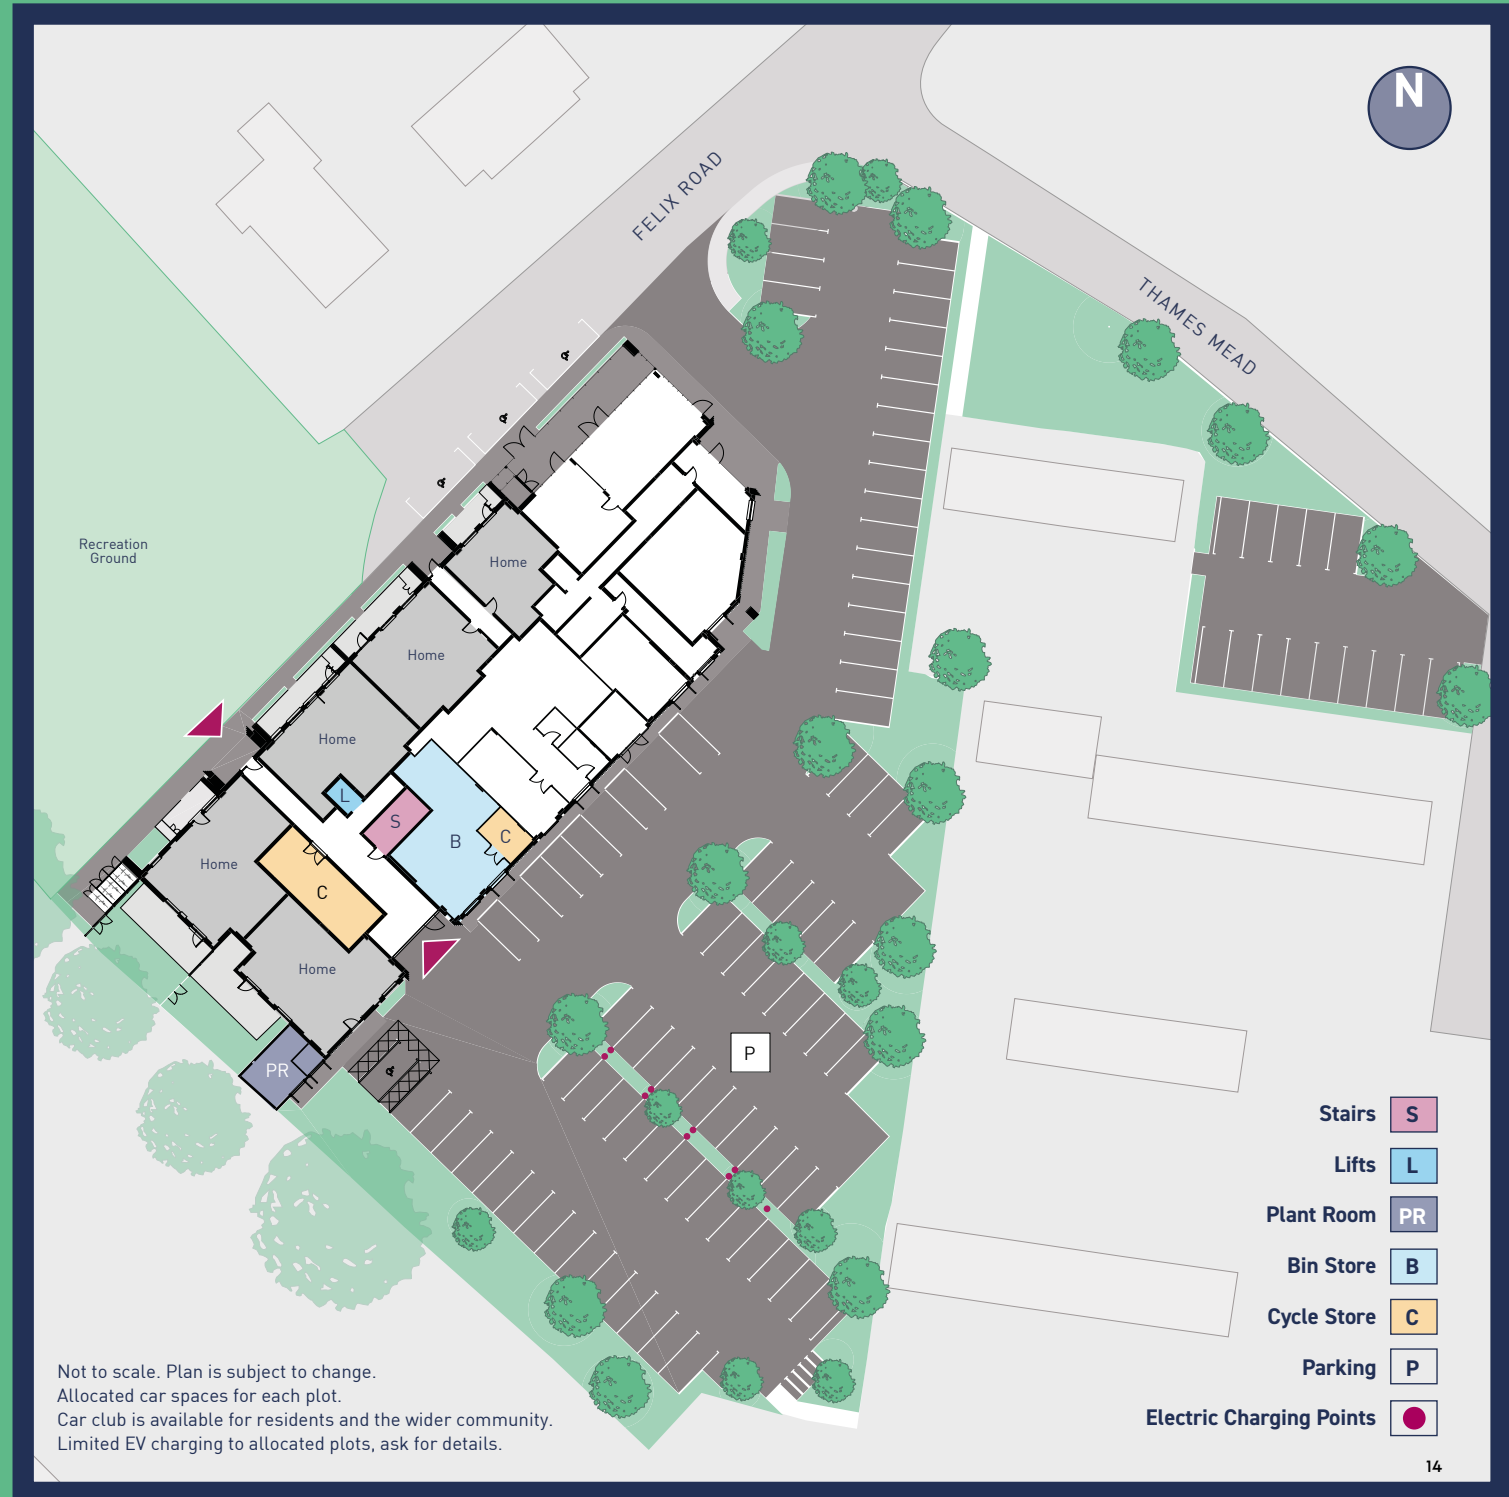 N
FELIX ROAD
THAMES MEAD
Recreation
Ground
Home
Home
Home
L
S
B
C
Home
C
Home
PR
P
Stairs S
Lifts L
Plant Room PR
Bin Store B
Cycle Store C
Parking P
Electric Charging Points
Not to scale. Plan is subject to change.
Allocated car spaces for each plot.
Car club is available for residents and the wider community.
Limited EV charging to allocated plots, ask for details.
14